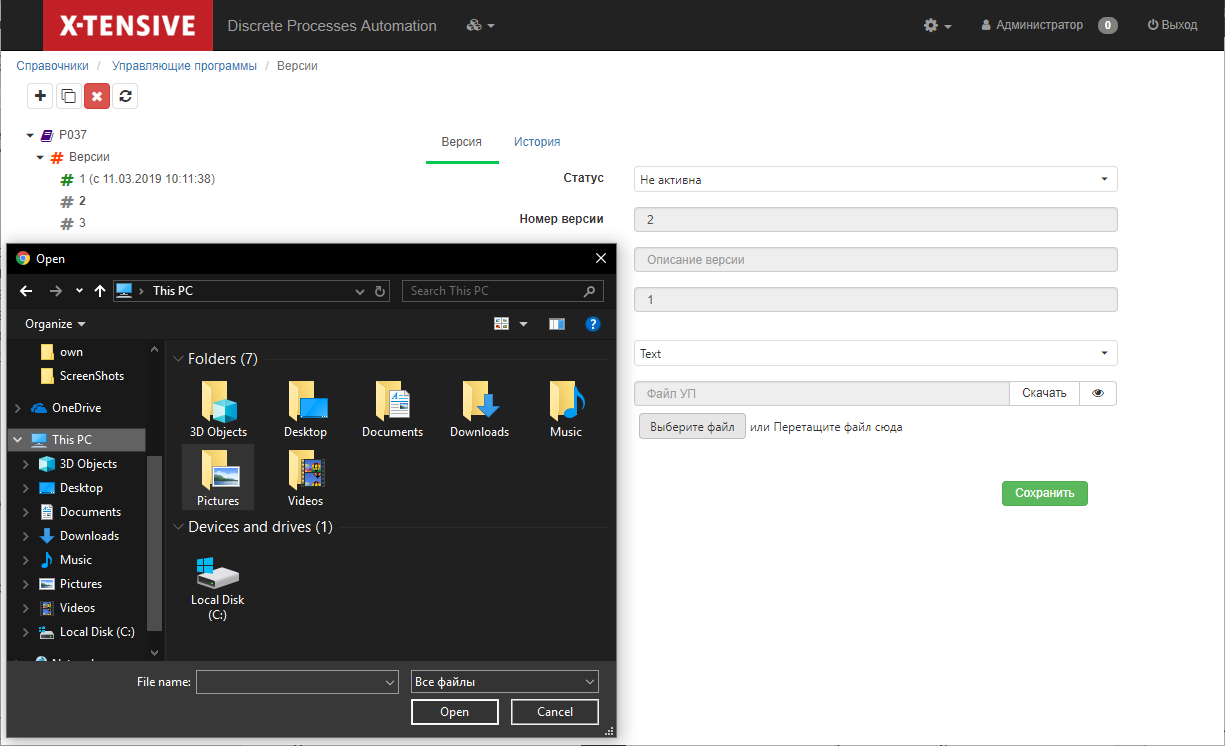 X-TENSIVE Discrete Processes Automation Администратор 0 Выход
Справочники / Управляющие программы / Версии
P037
Версии
1 (с 11.03.2019 10:11:38)
2
3
Версия История
Статус Не активна
Номер версии 2
Описание версии
1
Text
Файл УП Скачать
Выберите файл или Перетащите файл сюда
Сохранить
Open
This PC Search This PC
Organize ?
own
ScreenShots
OneDrive
This PC
3D Objects
Desktop
Documents
Downloads
Music
Pictures
Videos
Local Disk (C:)
Folders (7)
3D Objects Desktop Documents Downloads Music
Pictures Videos
Devices and drives (1)
Local Disk
(C:)
File name: Все файлы
Open Cancel